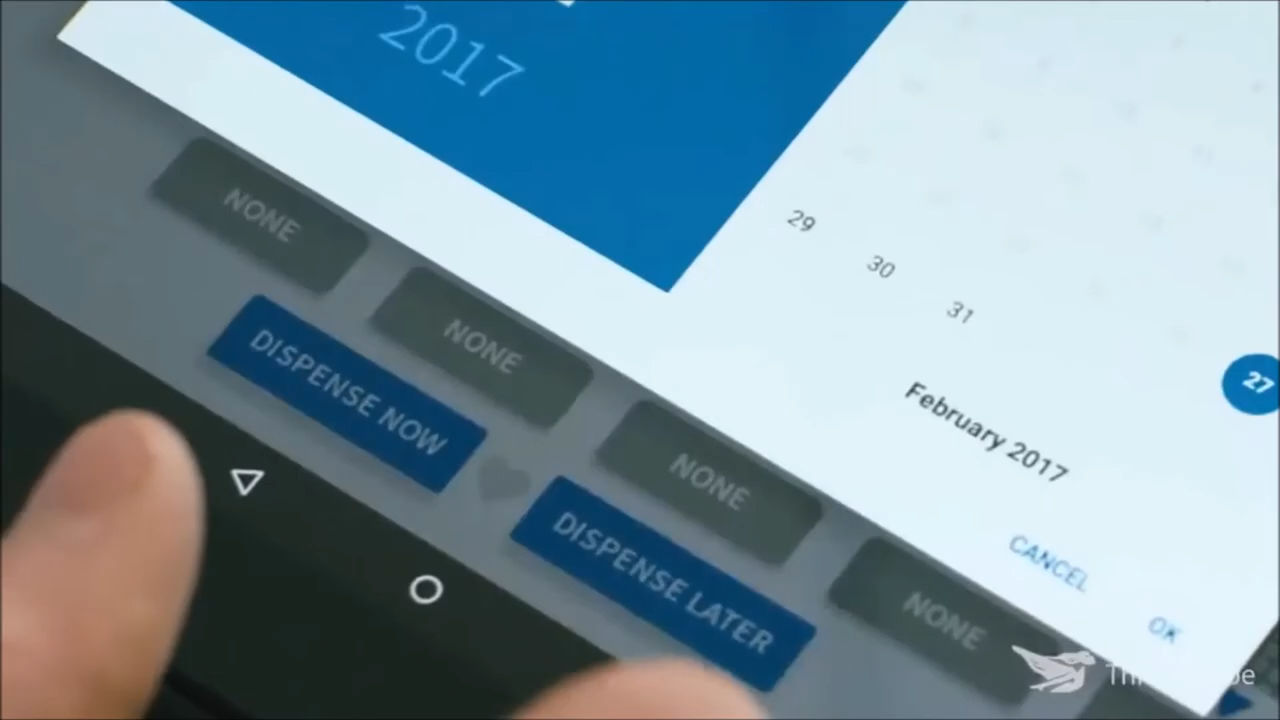 2017
29 30 31
27
February 2017
CANCEL OK
NONE NONE NONE NONE
DISPENSE NOW
DISPENSE LATER